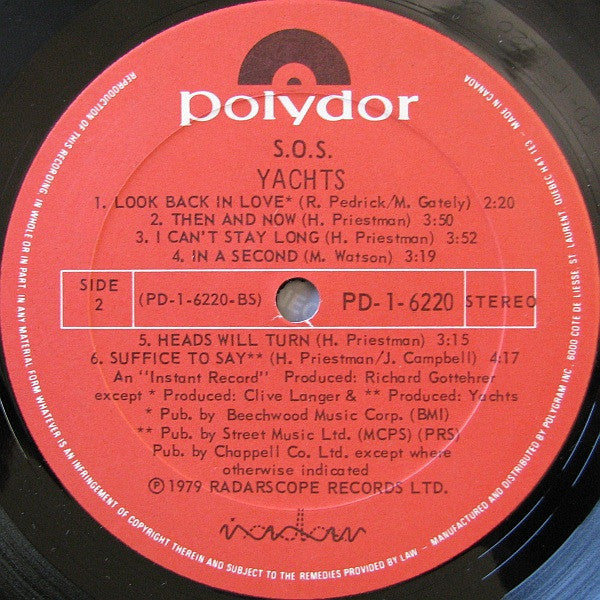 polydor
S.O.S.
YACHTS
1. LOOK BACK IN LOVE* (R. Pedrick/M. Gately) 2:20
2. THEN AND NOW (H. Priestman) 3:50
3. I CAN'T STAY LONG (H. Priestman) 3:52
4. IN A SECOND (M. Watson) 3:19
SIDE 2
(PD-1-6220-BS)
PD-1-6220
STEREO
5. HEADS WILL TURN (H. Priestman) 3:15
6. SUFFICE TO SAY** (H. Priestman/J. Campbell) 4:17
An "Instant Record" Produced: Richard Gottehrer
except * Produced: Clive Langer & ** Produced: Yachts
* Pub. by Beechwood Music Corp. (BMI)
** Pub. by Street Music Ltd. (MCPS) (PRS)
Pub. by Chappell Co. Ltd. except where
otherwise indicated
Ⓟ 1979 RADARSCOPE RECORDS LTD.
radar
REPRODUCTION OF THIS RECORDING, IN WHOLE OR IN PART, IN ANY MATERIAL FORM WHATEVER IS AN INFRINGEMENT OF COPYRIGHT THEREIN AND SUBJECT TO THE REMEDIES PROVIDED BY LAW – MANUFACTURED AND DISTRIBUTED BY POLYGRAM INC. 6000 COTE DE LIESSE, ST. LAURENT QUEBEC H4T 1E3 – MADE IN CANADA